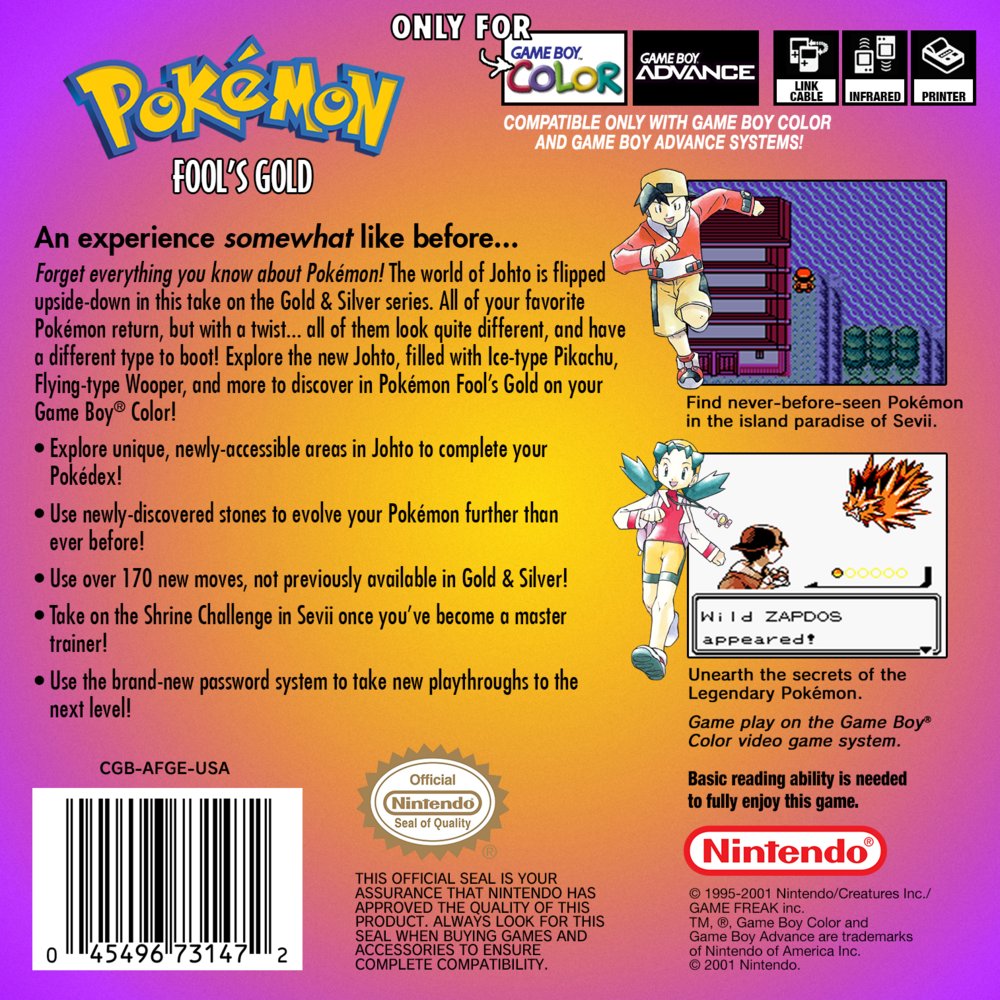 ONLY FOR
GAME BOY™
COLOR
GAME BOY
ADVANCE
LINK
CABLE
INFRARED
PRINTER
COMPATIBLE ONLY WITH GAME BOY COLOR
AND GAME BOY ADVANCE SYSTEMS!
POKéMON
FOOL'S GOLD
An experience somewhat like before...
Forget everything you know about Pokémon! The world of Johto is flipped
upside-down in this take on the Gold & Silver series. All of your favorite
Pokémon return, but with a twist... all of them look quite different, and have
a different type to boot! Explore the new Johto, filled with Ice-type Pikachu,
Flying-type Wooper, and more to discover in Pokémon Fool's Gold on your
Game Boy® Color!
• Explore unique, newly-accessible areas in Johto to complete your
Pokédex!
• Use newly-discovered stones to evolve your Pokémon further than
ever before!
• Use over 170 new moves, not previously available in Gold & Silver!
• Take on the Shrine Challenge in Sevii once you've become a master
trainer!
• Use the brand-new password system to take new playthroughs to the
next level!
Find never-before-seen Pokémon
in the island paradise of Sevii.
Wild ZAPDOS
appeared!
Unearth the secrets of the
Legendary Pokémon.
Game play on the Game Boy®
Color video game system.
Basic reading ability is needed
to fully enjoy this game.
CGB-AFGE-USA
0 45496 73147 2
Official
Nintendo
Seal of Quality
®
THIS OFFICIAL SEAL IS YOUR
ASSURANCE THAT NINTENDO HAS
APPROVED THE QUALITY OF THIS
PRODUCT. ALWAYS LOOK FOR THIS
SEAL WHEN BUYING GAMES AND
ACCESSORIES TO ENSURE
COMPLETE COMPATIBILITY.
Nintendo®
© 1995-2001 Nintendo/Creatures Inc./
GAME FREAK inc.
TM, ®, Game Boy Color and
Game Boy Advance are trademarks
of Nintendo of America Inc.
© 2001 Nintendo.